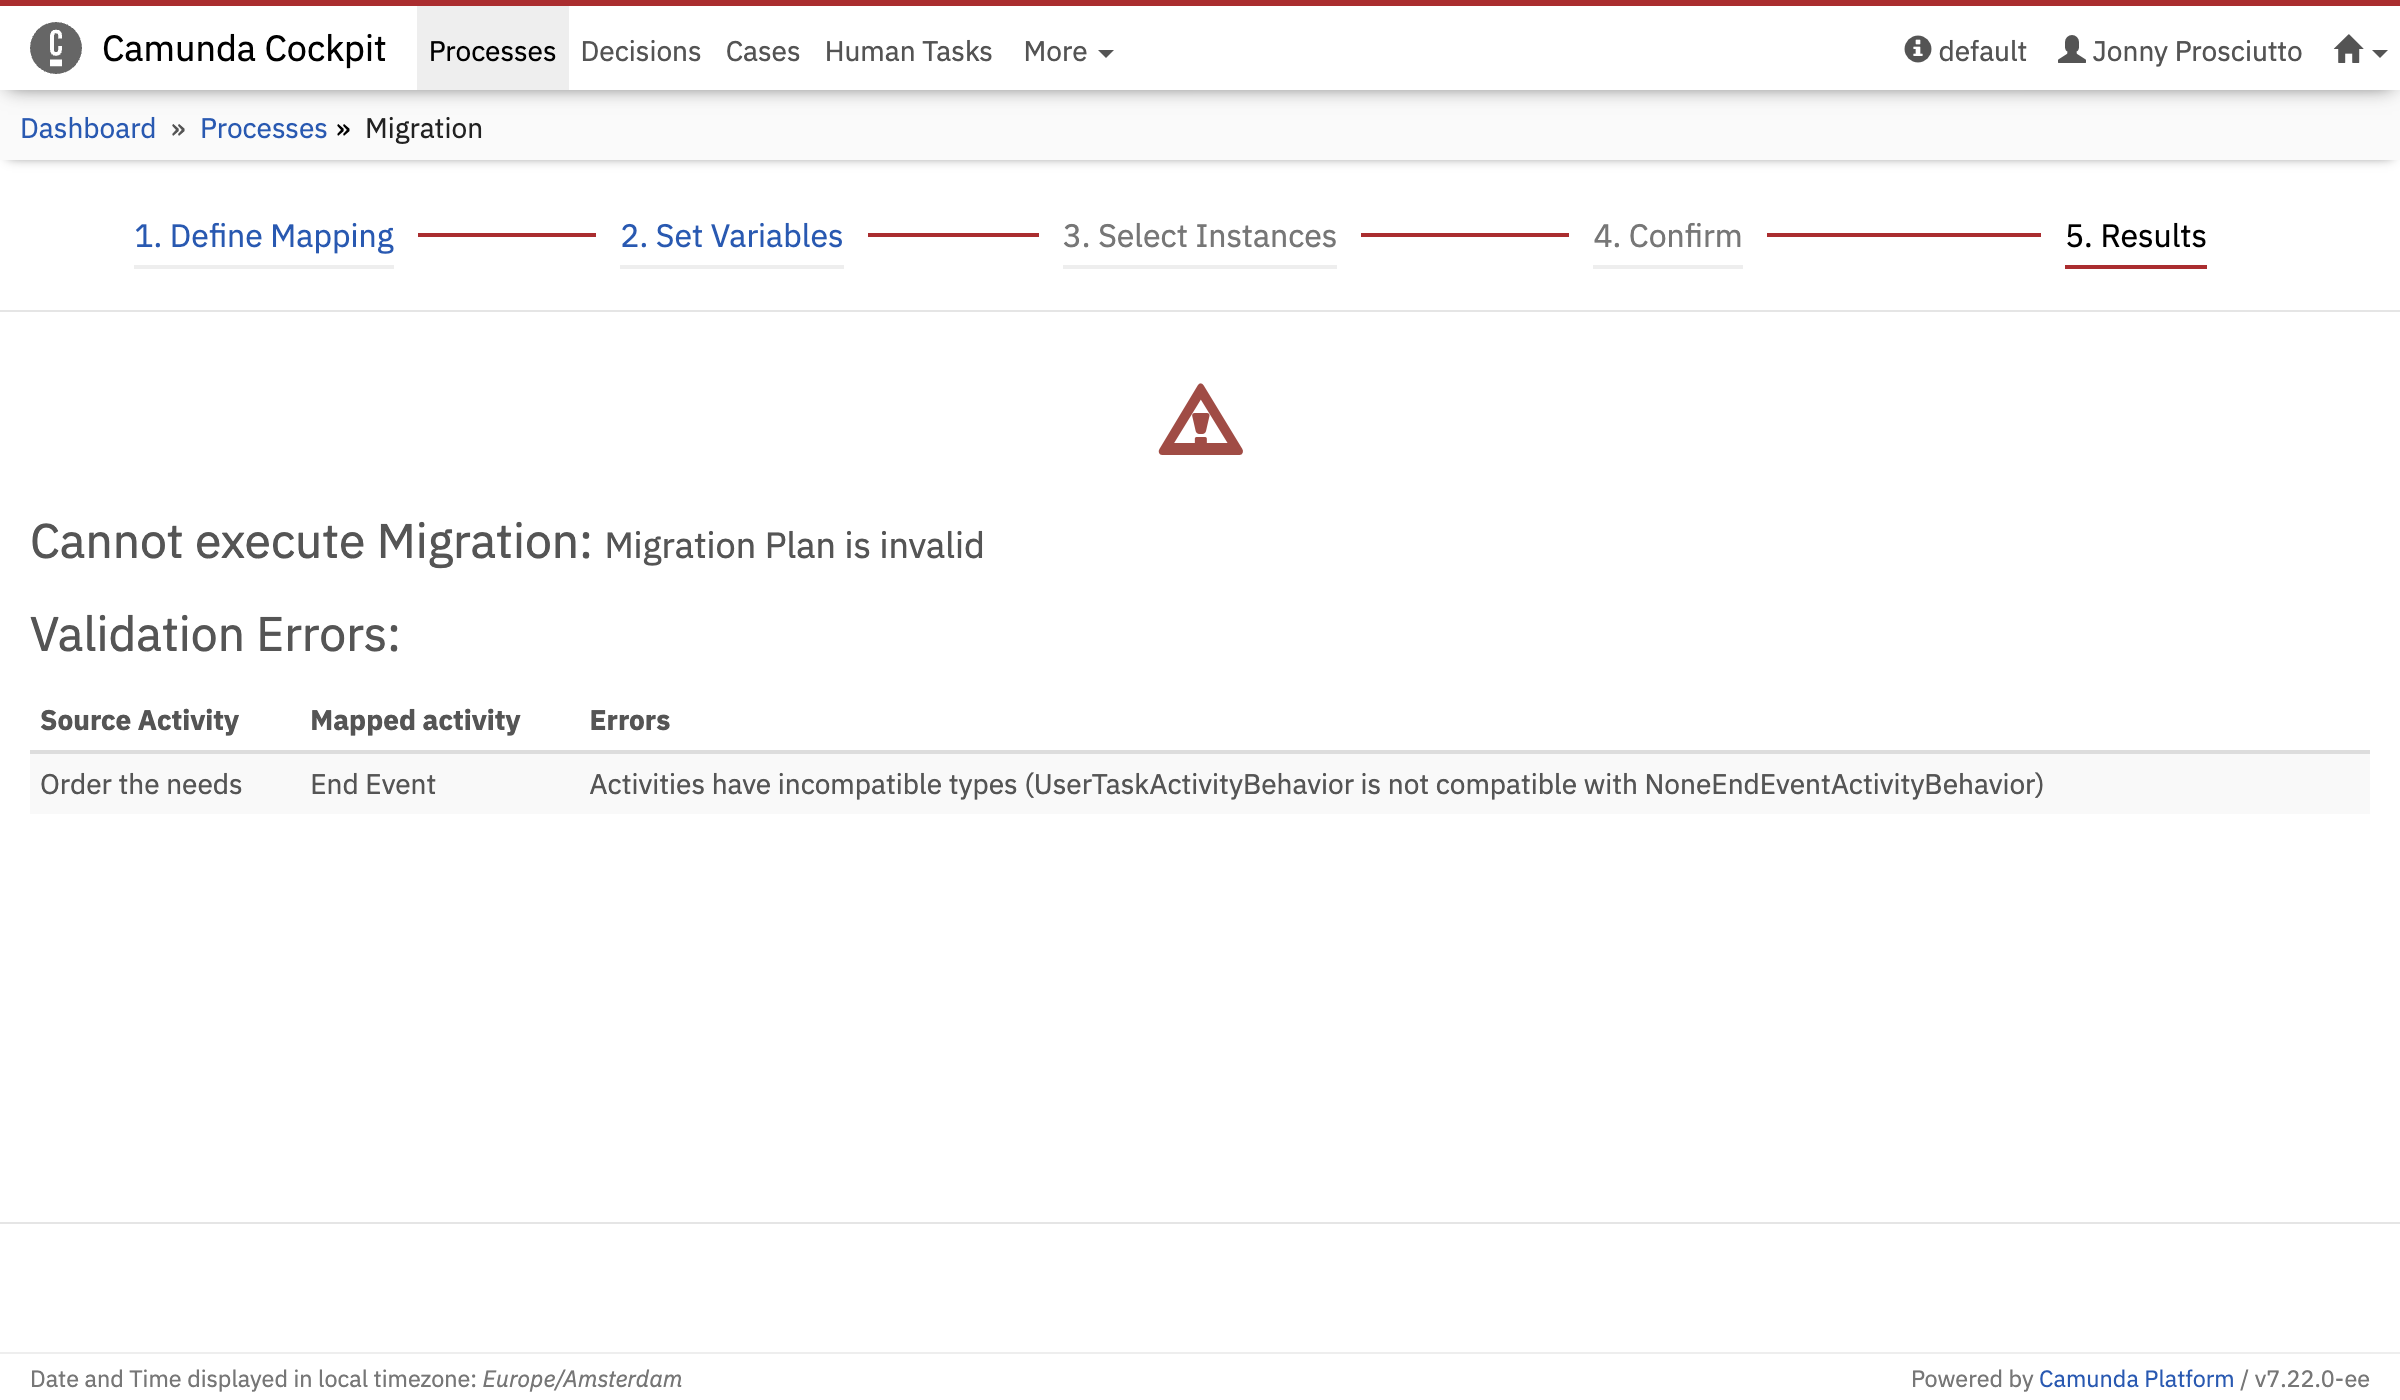 Camunda Cockpit Processes Decisions Cases Human Tasks More default Jonny Prosciutto
Dashboard » Processes » Migration
1. Define Mapping 2. Set Variables 3. Select Instances 4. Confirm 5. Results
Cannot execute Migration: Migration Plan is invalid
Validation Errors:
Source Activity Mapped activity Errors
Order the needs End Event Activities have incompatible types (UserTaskActivityBehavior is not compatible with NoneEndEventActivityBehavior)
Date and Time displayed in local timezone: Europe/Amsterdam Powered by Camunda Platform / v7.22.0-ee